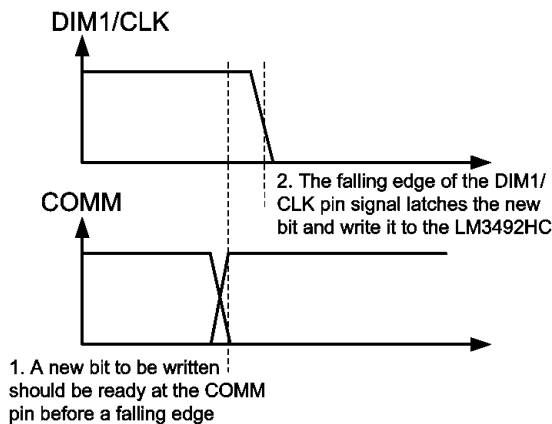 DIM1/CLK
2. The falling edge of the DIM1/
CLK pin signal latches the new
bit and write it to the LM3492HC
COMM
1. A new bit to be written
should be ready at the COMM
pin before a falling edge